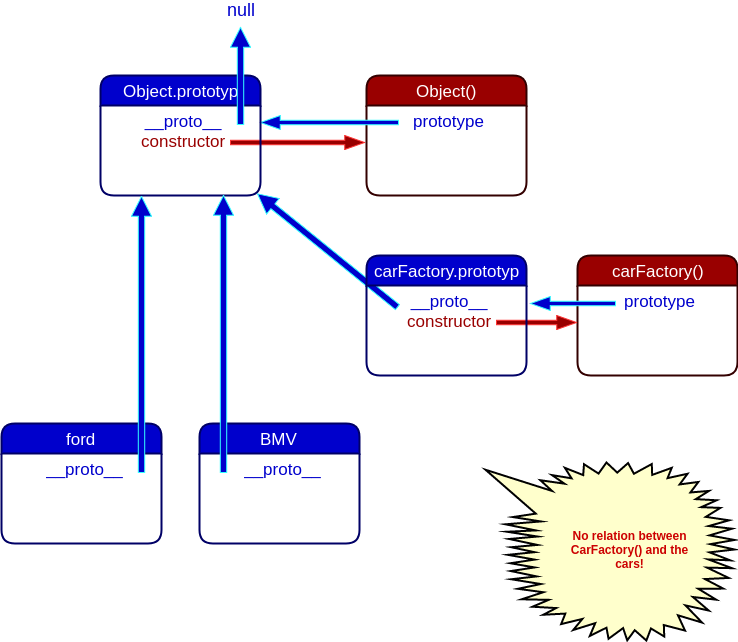 null
Object.prototyp
__proto__
constructor
Object()
prototype
carFactory.prototyp
__proto__
constructor
carFactory()
prototype
ford
__proto__
BMV
__proto__
No relation between
CarFactory() and the
cars!